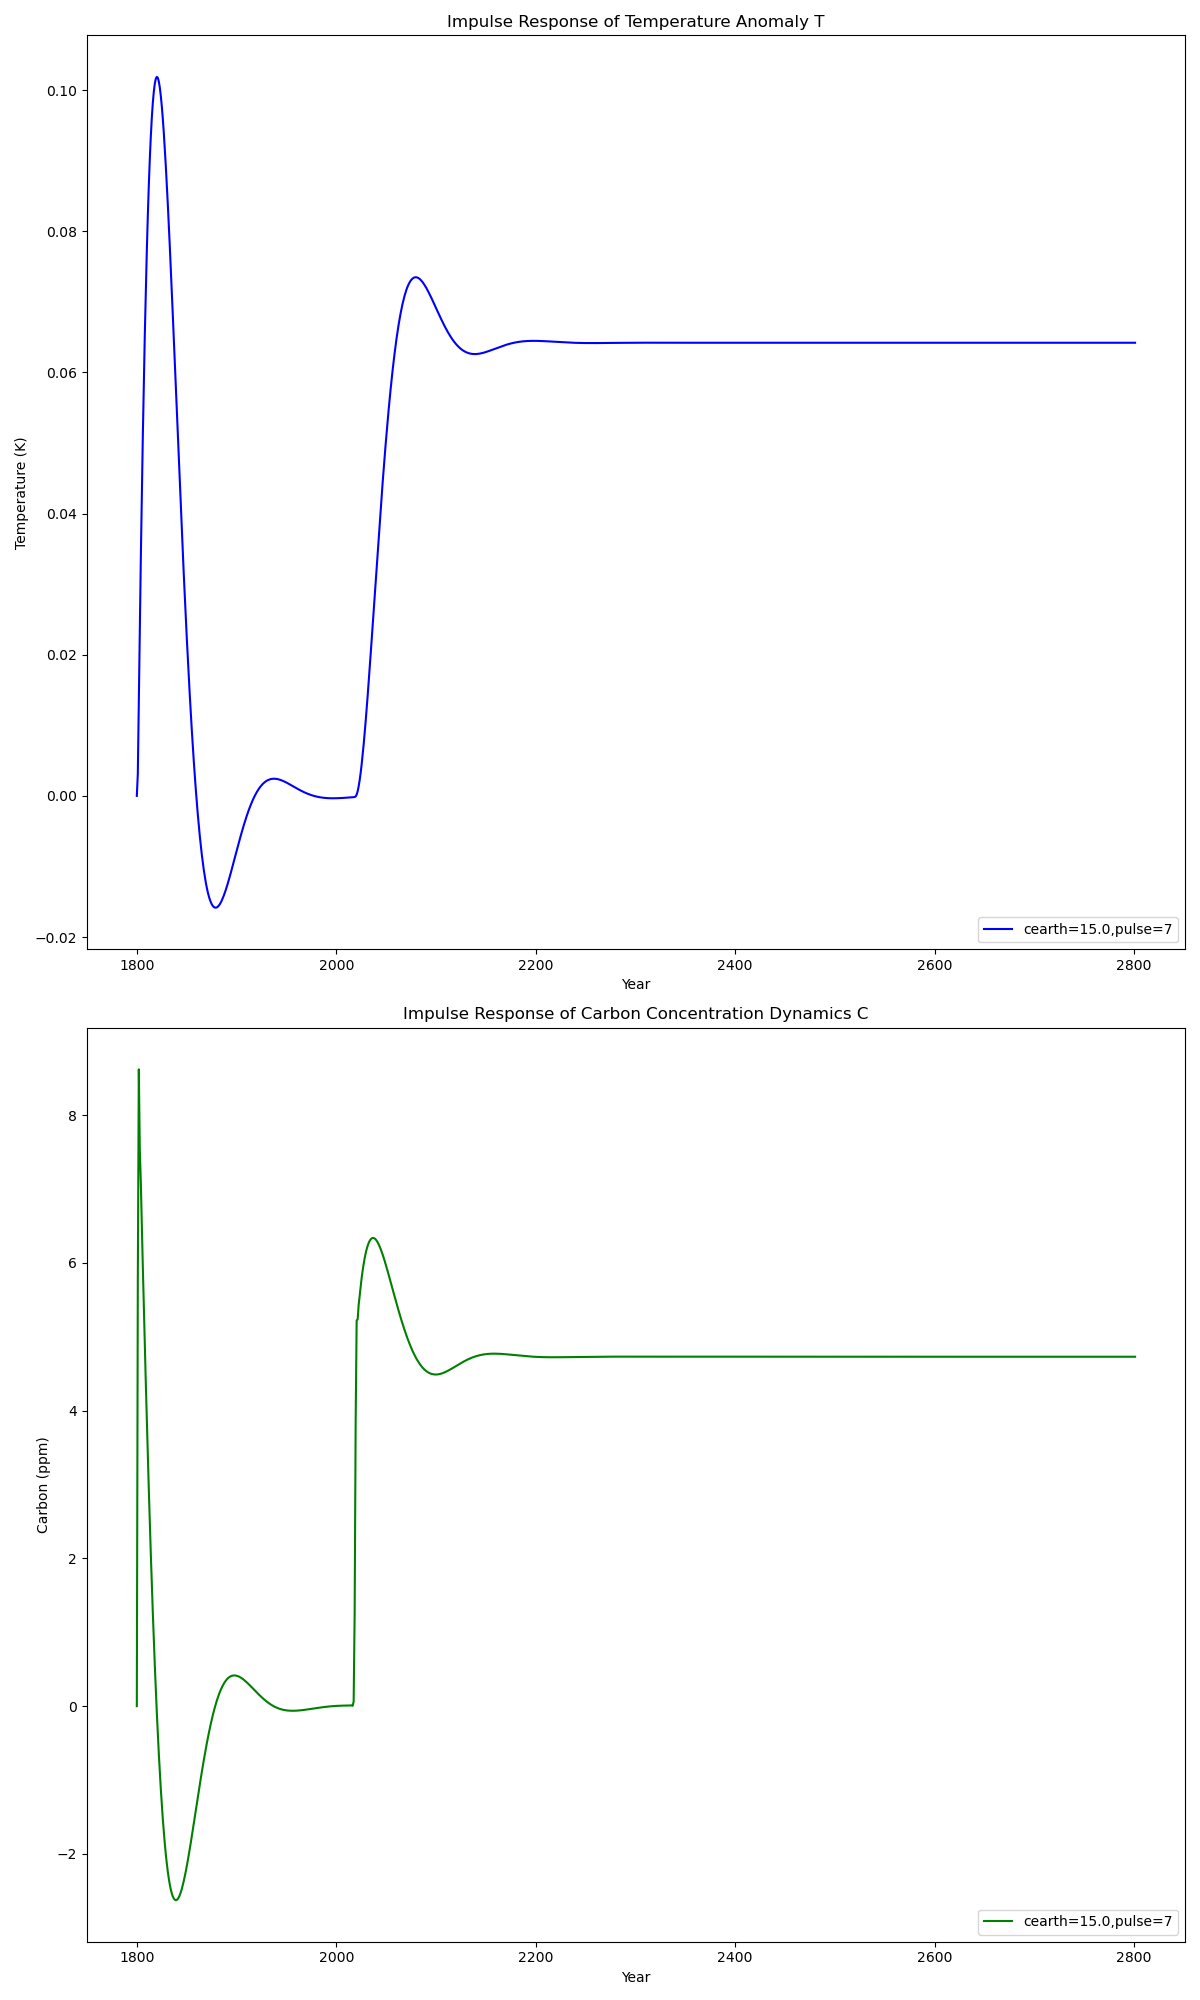 Impulse Response of Temperature Anomaly T
0.10
0.08
0.06
0.04
0.02
0.00
−0.02
Temperature (K)
1800 2000 2200 2400 2600 2800
Year
cearth=15.0,pulse=7
Impulse Response of Carbon Concentration Dynamics C
8
6
4
2
0
−2
Carbon (ppm)
1800 2000 2200 2400 2600 2800
Year
cearth=15.0,pulse=7